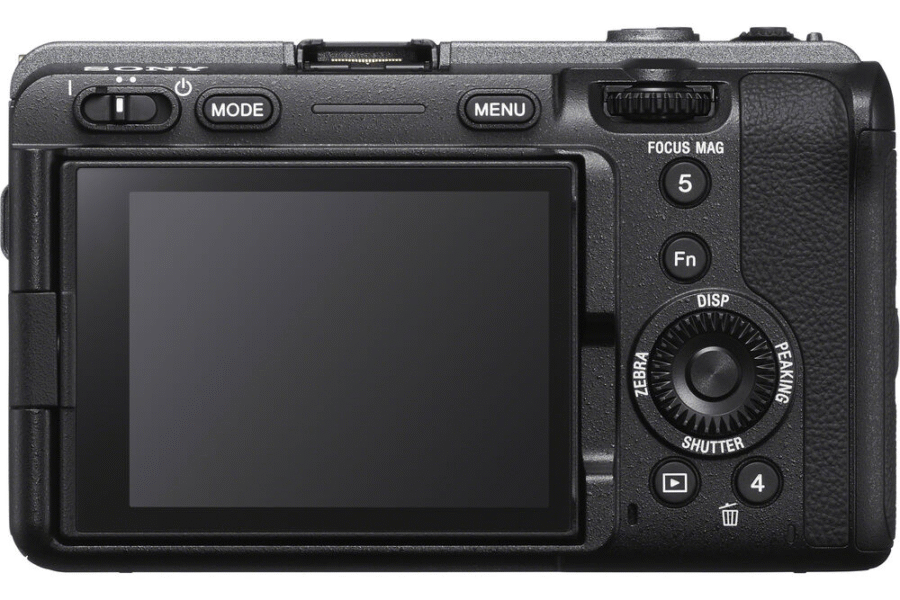 SONY
MODE
MENU
FOCUS MAG
5
Fn
DISP
ZEBRA
PEAKING
SHUTTER
4